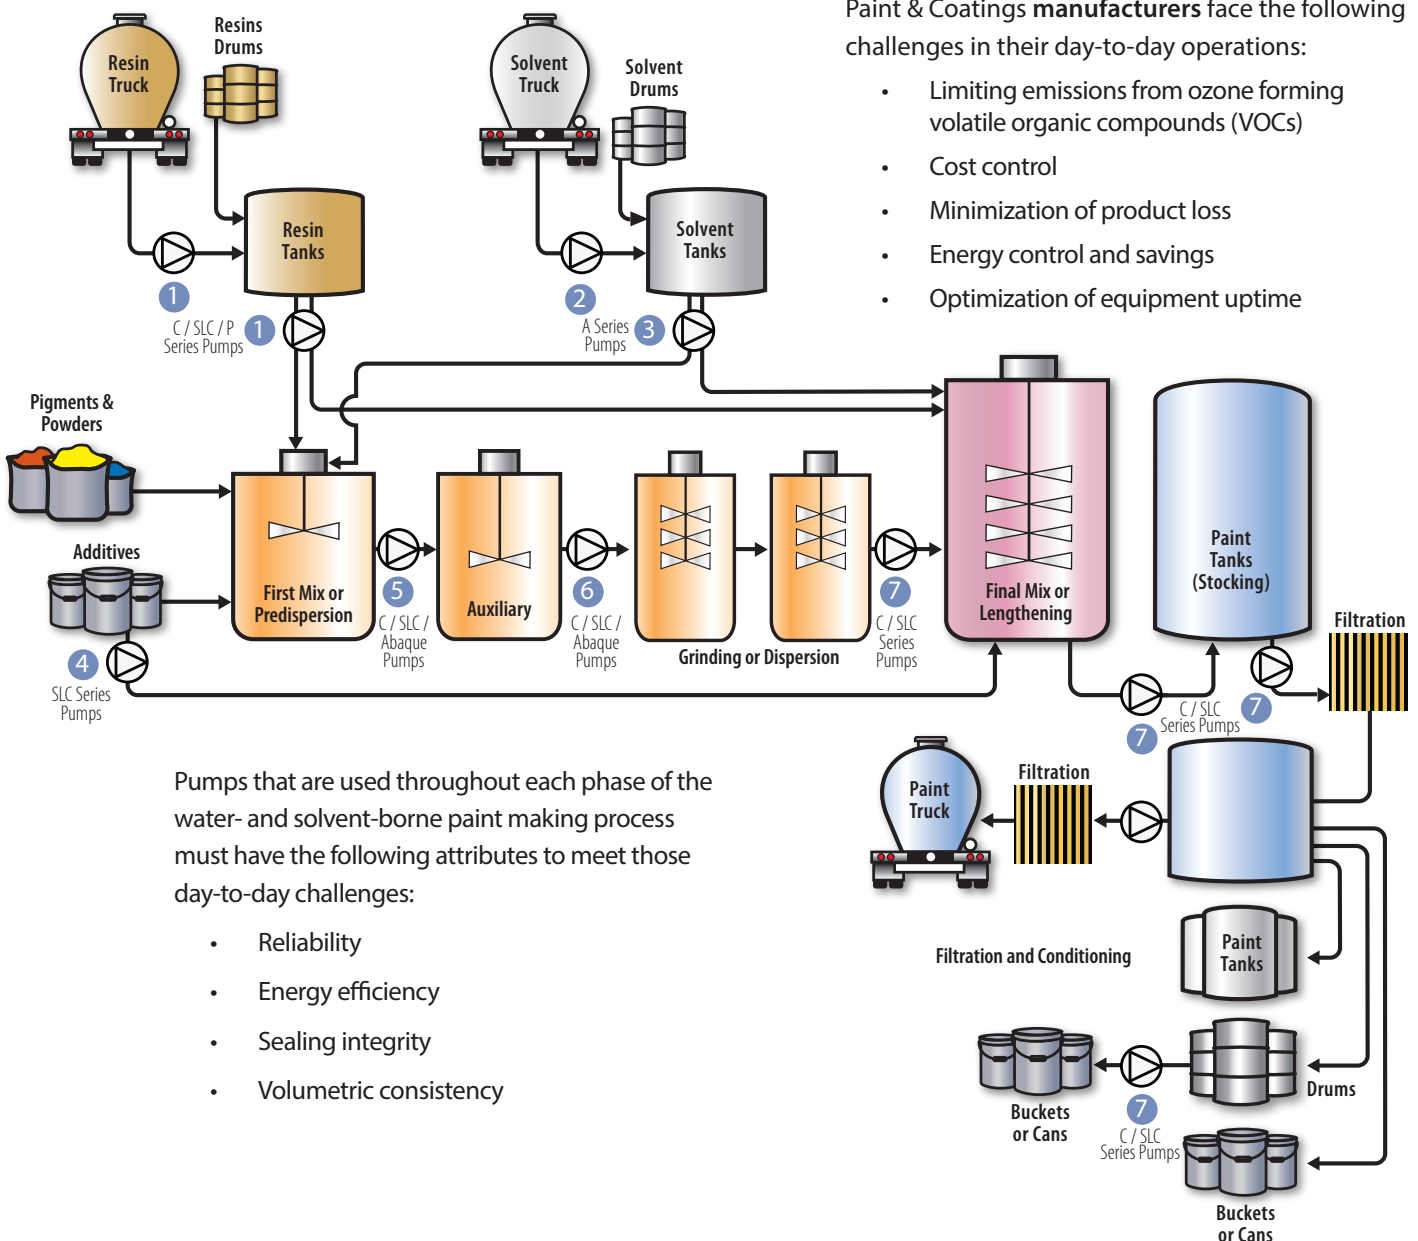 Paint & Coatings manufacturers face the following
challenges in their day-to-day operations:
• Limiting emissions from ozone forming
volatile organic compounds (VOCs)
• Cost control
• Minimization of product loss
• Energy control and savings
• Optimization of equipment uptime
Resin
Truck
Resins
Drums
Solvent
Truck
Solvent
Drums
Resin
Tanks
Solvent
Tanks
1
C / SLC / P
Series Pumps
1
2
A Series
Pumps
3
Pigments &
Powders
Additives
First Mix or
Predispersion
Auxiliary
Grinding or Dispersion
Final Mix or
Lengthening
Paint
Tanks
(Stocking)
Filtration
4
SLC Series
Pumps
5
C / SLC /
Abaque
Pumps
6
C / SLC /
Abaque
Pumps
7
C / SLC
Series
Pumps
7
C / SLC
Series Pumps
7
Paint
Truck
Filtration
Filtration and Conditioning
Paint
Tanks
Drums
Buckets
or Cans
7
C / SLC
Series Pumps
Buckets
or Cans
Pumps that are used throughout each phase of the
water- and solvent-borne paint making process
must have the following attributes to meet those
day-to-day challenges:
• Reliability
• Energy efficiency
• Sealing integrity
• Volumetric consistency